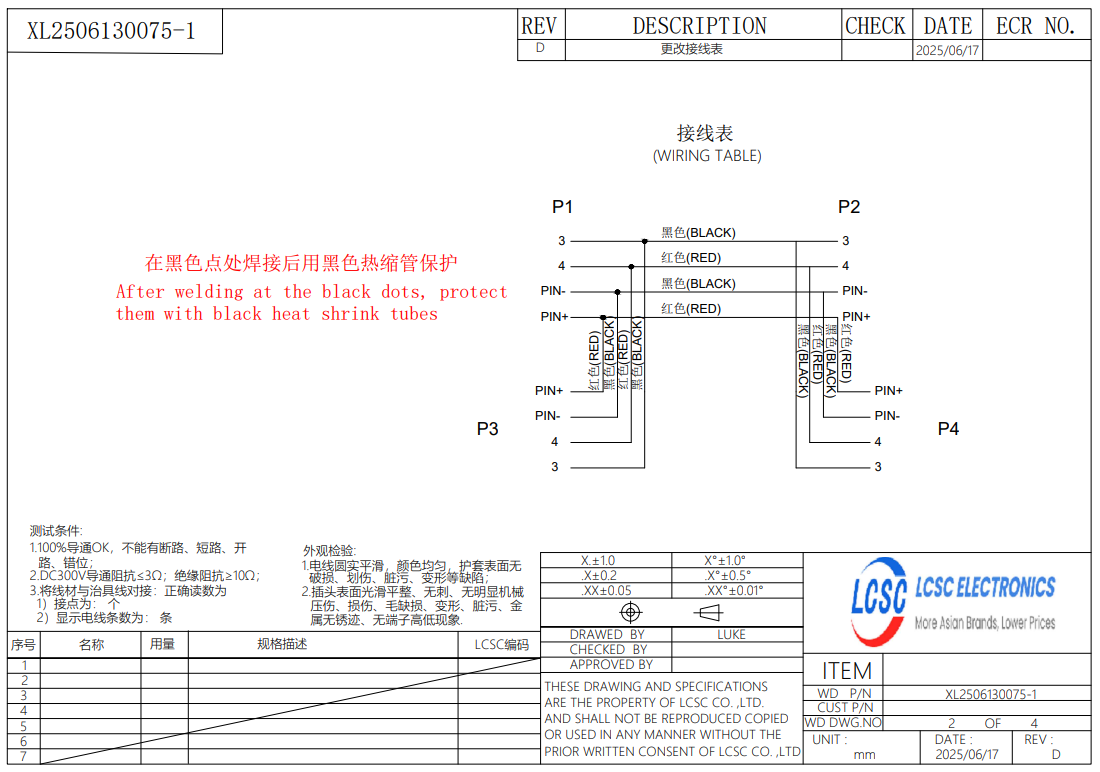 XL2506130075-1
REV DESCRIPTION CHECK DATE ECR NO.
D 更改接线表 2025/06/17
接线表
(WIRING TABLE)
P1 P2
3 黑色(BLACK) 3
4 红色(RED) 4
PIN- 黑色(BLACK) PIN-
PIN+ 红色(RED) PIN+
在黑色点处焊接后用黑色热缩管保护
After welding at the black dots, protect
them with black heat shrink tubes
红色(RED)
黑色(BLACK)
红色(RED)
黑色(BLACK)
黑色(BLACK)
红色(RED)
黑色(BLACK)
红色(RED)
PIN+ PIN+
PIN- PIN-
P3 P4
4 4
3 3
测试条件:
1.100%导通OK，不能有断路、短路、开
路、错位;
2.DC300V导通阻抗≤3Ω；绝缘阻抗≥10Ω；
3.将线材与治具线对接：正确读数为
1）接点为： 个
2）显示电线条数为： 条
外观检验:
1.电线圆实平滑，颜色均匀，护套表面无
破损、划伤、脏污、变形等缺陷；
2.插头表面光滑平整、无刺、无明显机械
压伤、损伤、毛缺损、变形、脏污、金
属无锈迹、无端子高低现象.
序号 名称 用量 规格描述 LCSC编码
1
2
3
4
5
6
7
X.±1.0 X°±1.0°
.X±0.2 .X°±0.5°
.XX±0.05 .XX°±0.01°
DRAWED BY LUKE
CHECKED BY
APPROVED BY
THESE DRAWING AND SPECIFICATIONS
ARE THE PROPERTY OF LCSC CO. ,LTD.
AND SHALL NOT BE REPRODUCED COPIED
OR USED IN ANY MANNER WITHOUT THE
PRIOR WRITTEN CONSENT OF LCSC CO. ,LTD
LCSC LCSC ELECTRONICS
More Asian Brands, Lower Prices
ITEM
WD P/N XL2506130075-1
CUST P/N
WD DWG.NO 2 OF 4
UNIT : mm
DATE : 2025/06/17
REV : D